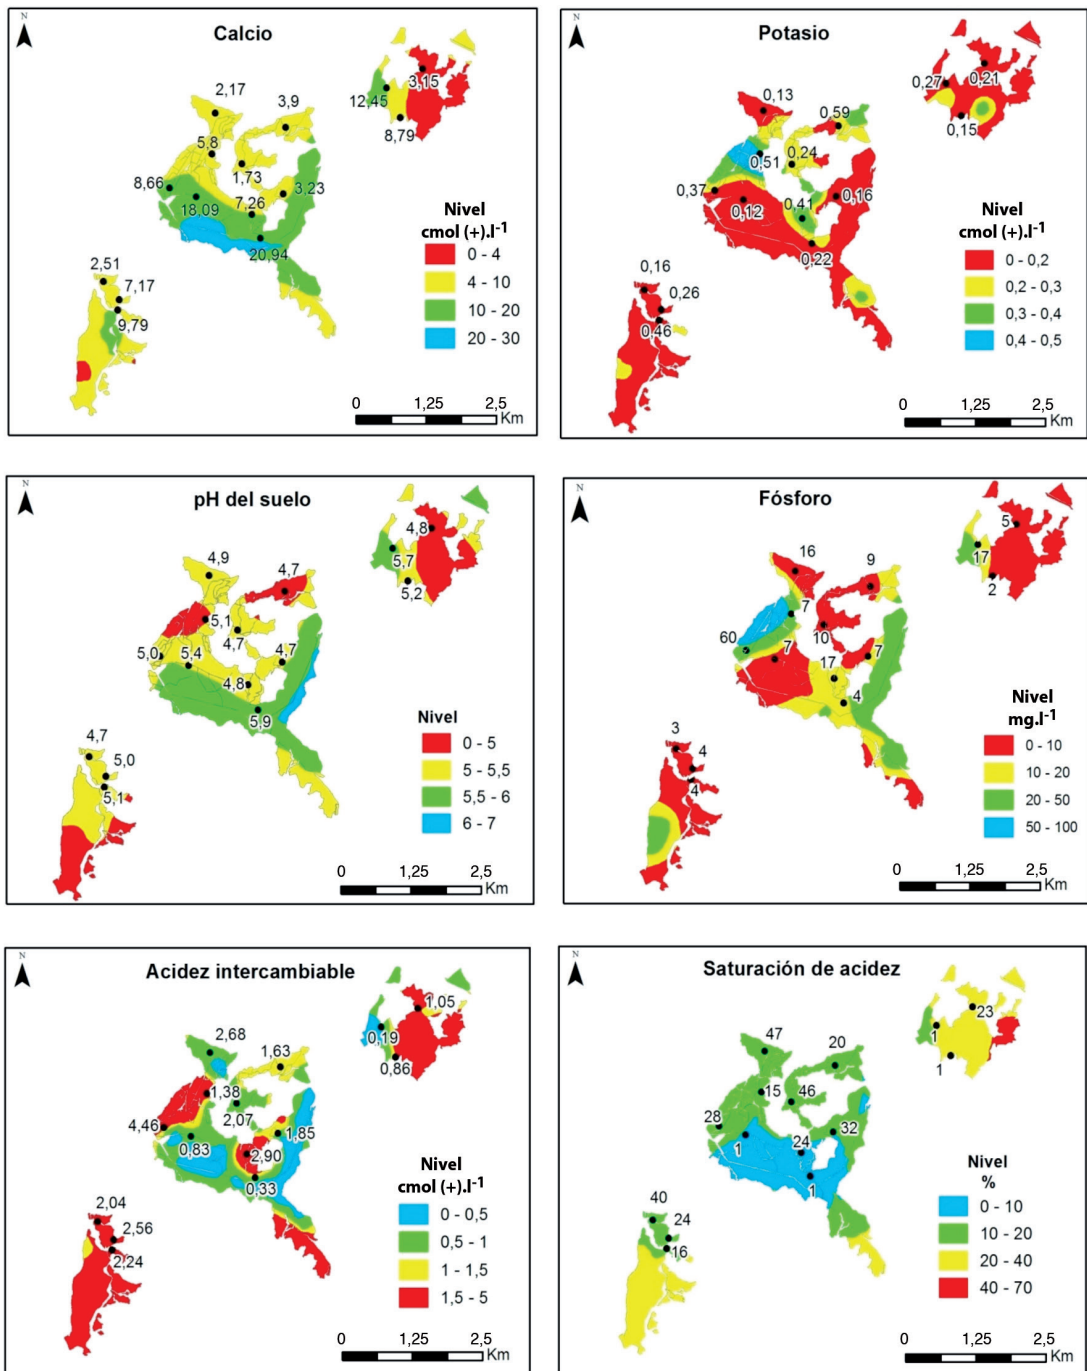 N
Calcio
2,17
3,9
3,15
12,45
8,79
5,8
1,73
8,66
18,09
7,26
3,23
20,94
2,51
7,17
9,79
Nivel
cmol (+).l-1
0 - 4
4 - 10
10 - 20
20 - 30
0 1,25 2,5
Km
N
Potasio
0,13
0,59
0,27
0,21
0,15
0,51
0,24
0,37
0,12
0,41
0,16
0,22
0,16
0,26
0,46
Nivel
cmol (+).l-1
0 - 0,2
0,2 - 0,3
0,3 - 0,4
0,4 - 0,5
0 1,25 2,5
Km
N
pH del suelo
4,9
4,7
4,8
5,7
5,2
5,1
4,7
5,0
5,4
4,7
4,8
5,9
4,7
5,0
5,1
Nivel
0 - 5
5 - 5,5
5,5 - 6
6 - 7
0 1,25 2,5
Km
N
Fósforo
16
9
5
17
2
7
10
60
7
17
7
4
3
4
4
Nivel
mg.l-1
0 - 10
10 - 20
20 - 50
50 - 100
0 1,25 2,5
Km
N
Acidez intercambiable
2,68
1,63
1,05
0,19
0,86
1,38
2,07
4,46
0,83
1,85
2,90
0,33
2,04
2,56
2,24
Nivel
cmol (+).l-1
0 - 0,5
0,5 - 1
1 - 1,5
1,5 - 5
0 1,25 2,5
Km
N
Saturación de acidez
47
20
23
1
1
15
46
28
1
24
32
1
40
24
16
Nivel
%
0 - 10
10 - 20
20 - 40
40 - 70
0 1,25 2,5
Km